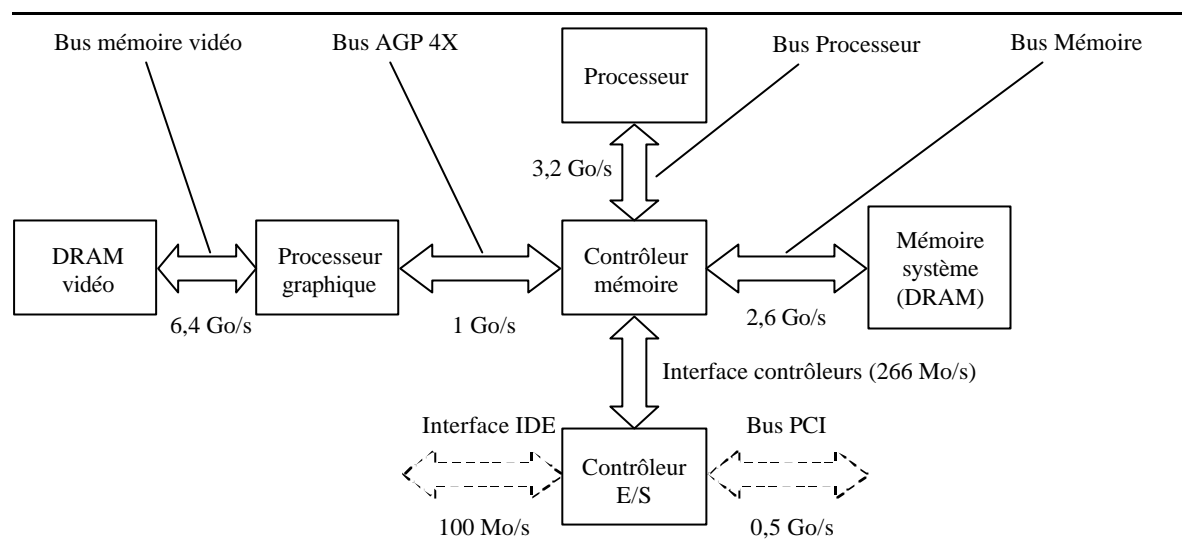 Bus mémoire vidéo
Bus AGP 4X
Bus Processeur
Bus Mémoire
Processeur
3,2 Go/s
DRAM
vidéo
Processeur
graphique
Contrôleur
mémoire
Mémoire
système
(DRAM)
6,4 Go/s
1 Go/s
2,6 Go/s
Interface contrôleurs (266 Mo/s)
Interface IDE
Bus PCI
Contrôleur
E/S
100 Mo/s
0,5 Go/s